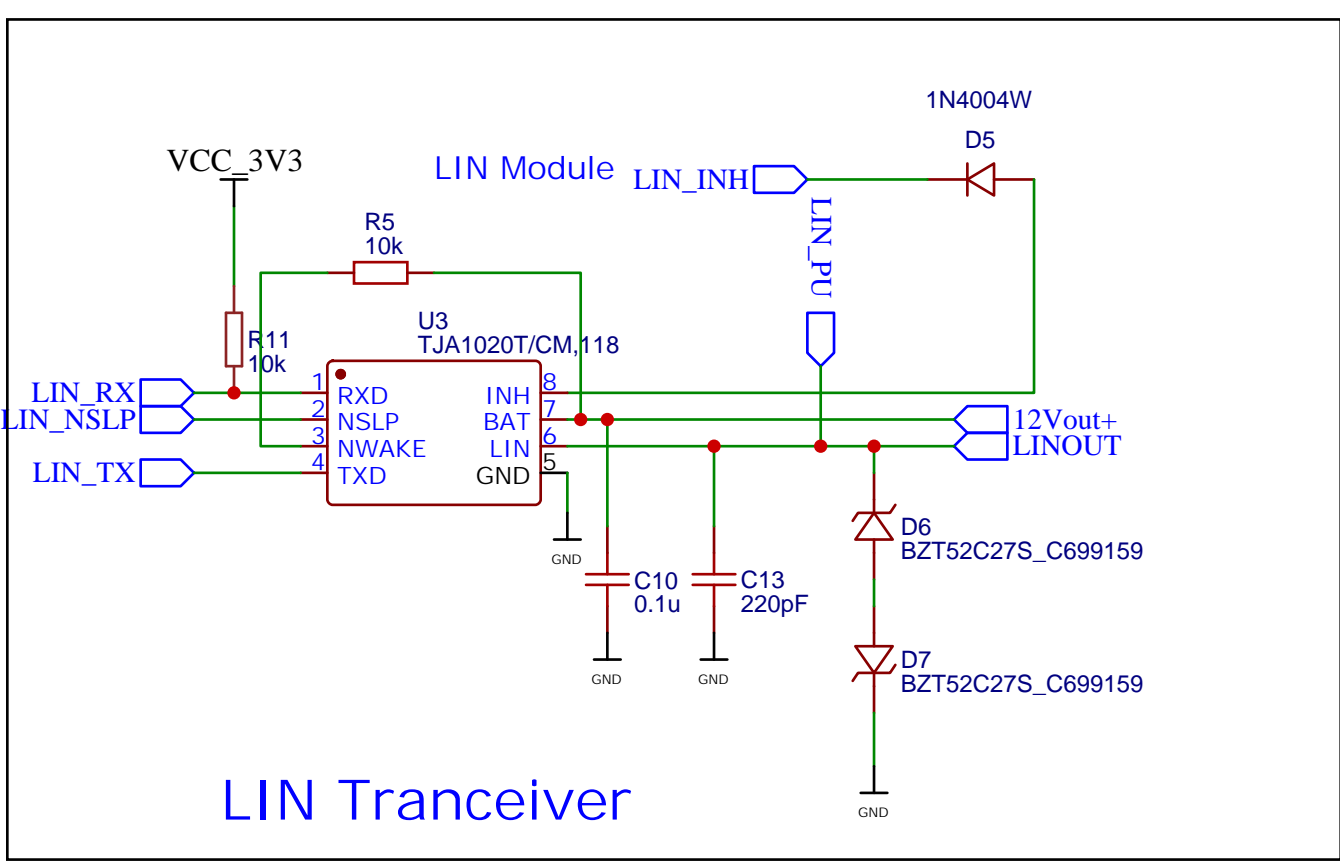 1N4004W
D5
VCC_3V3
LIN Module
LIN_INH
LIN_PU
R5
10k
U3
TJA1020T/CM,118
R11
10k
LIN_RX
LIN_NSLP
LIN_TX
1
RXD
2
NSLP
3
NWAKE
4
TXD
INH
8
BAT
7
LIN
6
GND
5
12Vout+
LINOUT
GND
C10
0.1u
GND
C13
220pF
GND
D6
BZT52C27S_C699159
D7
BZT52C27S_C699159
GND
LIN Tranceiver